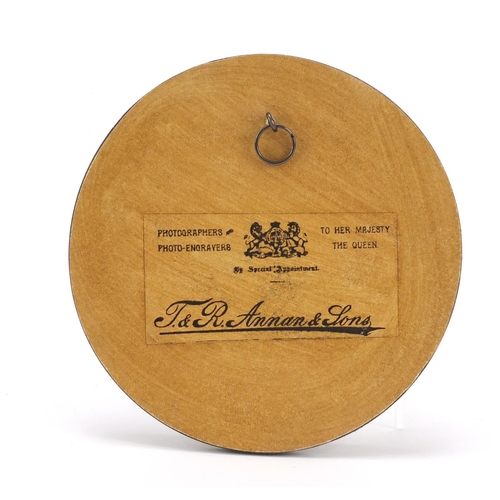 PHOTOGRAPHERS TO HER MAJESTY
PHOTO-ENGRAVERS THE QUEEN
By Special Appointment.
T. & R. Annan & Sons